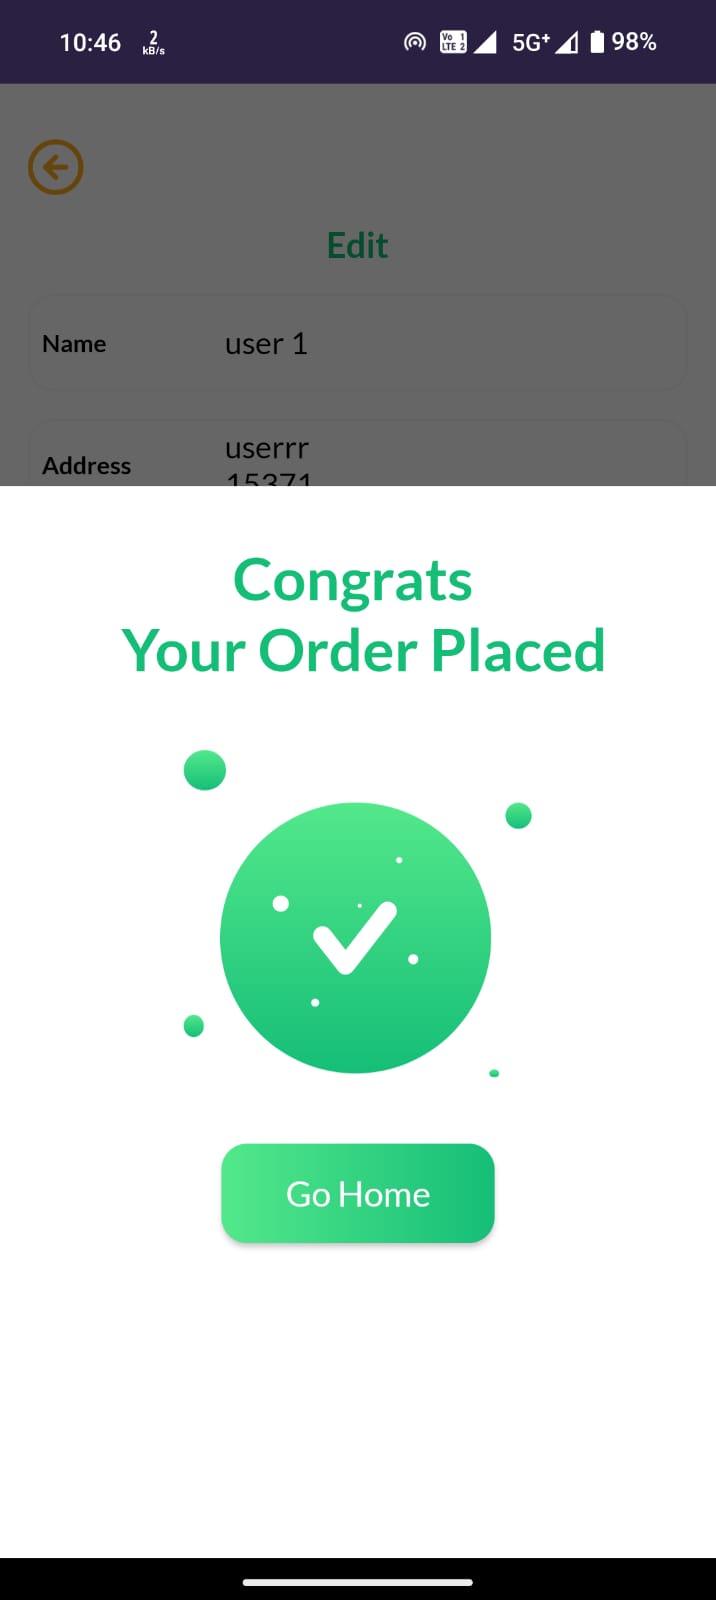 10:46 2 kB/s Vo 1 LTE 2 5G+ 98%
Edit
Name user 1
Address userrr
15371
Congrats
Your Order Placed
Go Home